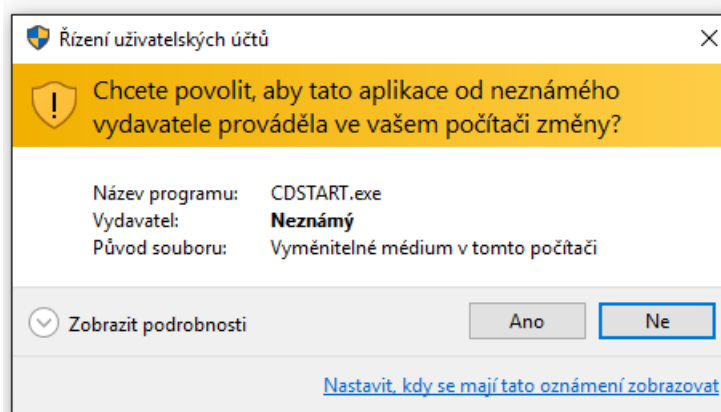 Řízení uživatelských účtů
Chcete povolit, aby tato aplikace od neznámého
vydavatele prováděla ve vašem počítači změny?
Název programu: CDSTART.exe
Vydavatel: Neznámý
Původ souboru: Vyměnitelné médium v tomto počítači
Zobrazit podrobnosti Ano Ne
Nastavit, kdy se mají tato oznámení zobrazovat